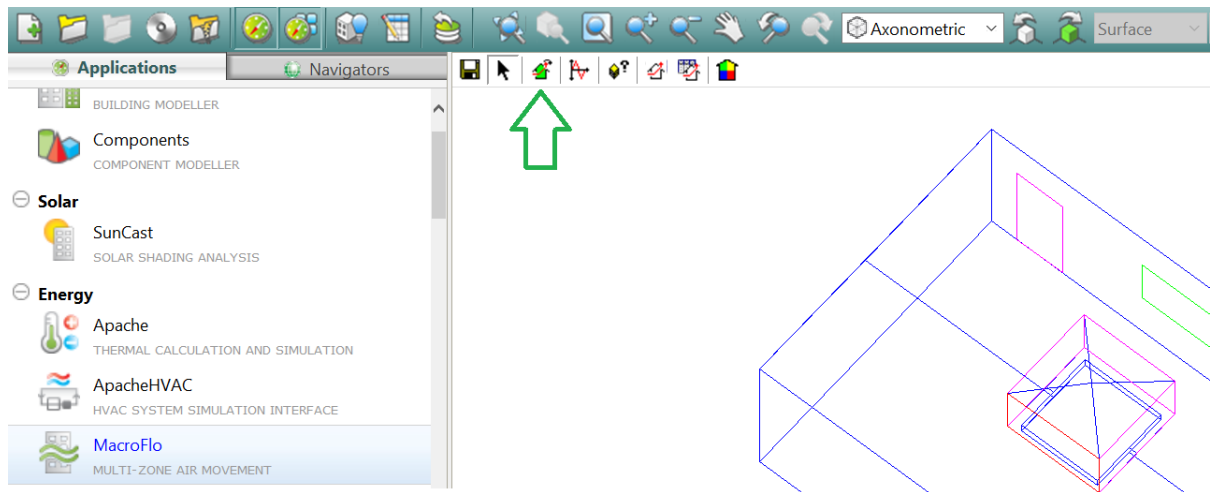 Axonometric
Surface
Applications
Navigators
BUILDING MODELLER
Components
COMPONENT MODELLER
Solar
SunCast
SOLAR SHADING ANALYSIS
Energy
Apache
THERMAL CALCULATION AND SIMULATION
ApacheHVAC
HVAC SYSTEM SIMULATION INTERFACE
MacroFlo
MULTI-ZONE AIR MOVEMENT